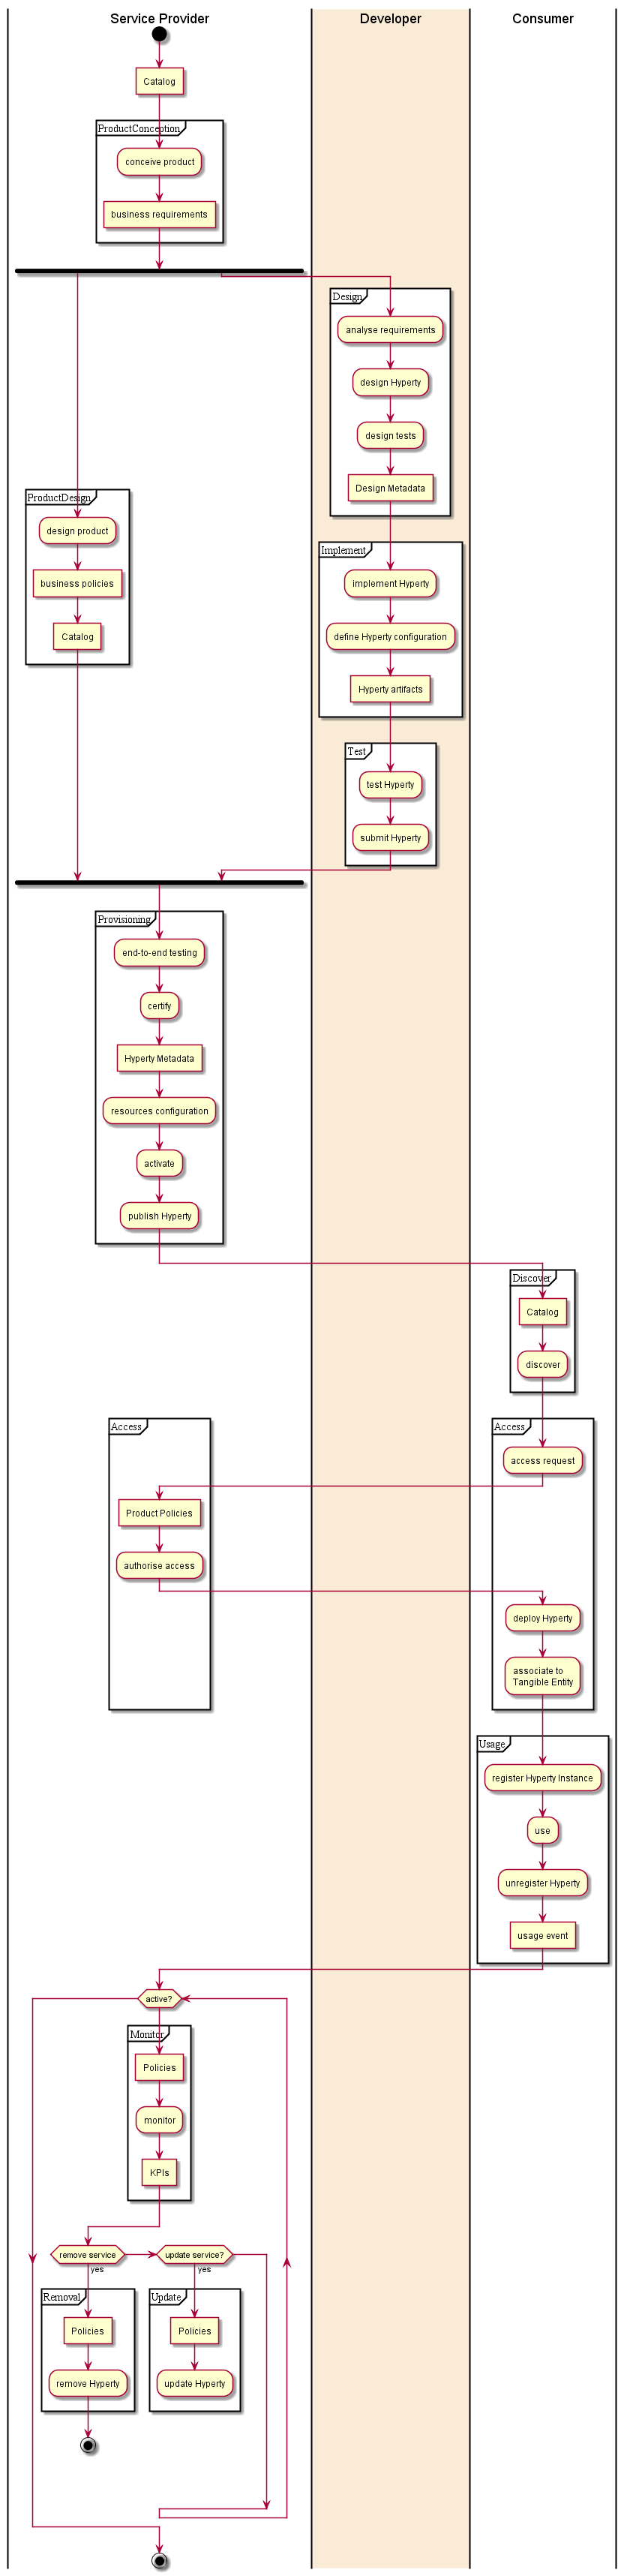 Service Provider
Developer
Consumer
Catalog
ProductConception
conceive product
business requirements
Design
analyse requirements
design Hyperty
design tests
Design Metadata
ProductDesign
design product
business policies
Catalog
Implement
implement Hyperty
define Hyperty configuration
Hyperty artifacts
Test
test Hyperty
submit Hyperty
Provisioning
end-to-end testing
certify
Hyperty Metadata
resources configuration
activate
publish Hyperty
Discover
Catalog
discover
Access
Access
access request
Product Policies
authorise access
deploy Hyperty
associate to
Tangible Entity
Usage
register Hyperty Instance
use
unregister Hyperty
usage event
active?
Monitor
Policies
monitor
KPIs
remove service
update service?
yes
yes
Removal
Update
Policies
Policies
remove Hyperty
update Hyperty